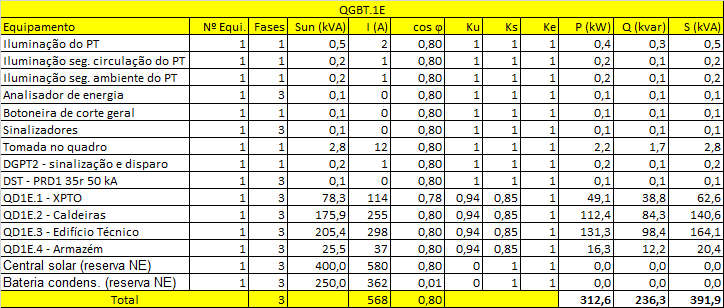 QGBT.1E
Equipamento Nº Equi. Fases Sun (kVA) I (A) cos φ Ku Ks Ke P (kW) Q (kvar) S (kVA)
Iluminação do PT 1 1 0,5 2 0,80 1 1 1 0,4 0,3 0,5
Iluminação seg. circulação do PT 1 1 0,2 1 0,80 1 1 1 0,2 0,1 0,2
Iluminação seg. ambiente do PT 1 1 0,2 1 0,80 1 1 1 0,2 0,1 0,2
Analisador de energia 1 3 0,1 0 0,80 1 1 1 0,1 0,1 0,1
Botoneira de corte geral 1 1 0,1 0 0,80 1 1 1 0,1 0,1 0,1
Sinalizadores 1 3 0,1 0 0,80 1 1 1 0,1 0,1 0,1
Tomada no quadro 1 1 2,8 12 0,80 1 1 1 2,2 1,7 2,8
DGPT2 - sinalização e disparo 1 1 0,2 1 0,80 1 1 1 0,2 0,1 0,2
DST - PRD1 35r 50 kA 1 3 0,1 0 0,80 1 1 1 0,1 0,1 0,1
QD1E.1 - XPTO 1 3 78,3 114 0,78 0,94 0,85 1 49,1 38,8 62,6
QD1E.2 - Caldeiras 1 3 175,9 255 0,80 0,94 0,85 1 112,4 84,3 140,6
QD1E.3 - Edifício Técnico 1 3 205,4 298 0,80 0,94 0,85 1 131,3 98,4 164,1
QD1E.4 - Armazém 1 3 25,5 37 0,80 0,94 0,85 1 16,3 12,2 20,4
Central solar (reserva NE) 1 3 400,0 580 0,80 0 1 1 0,0 0,0 0,0
Bateria condens. (reserva NE) 1 3 250,0 362 0,01 0 1 1 0,0 0,0 0,0
Total 3 568 0,80 312,6 236,3 391,9